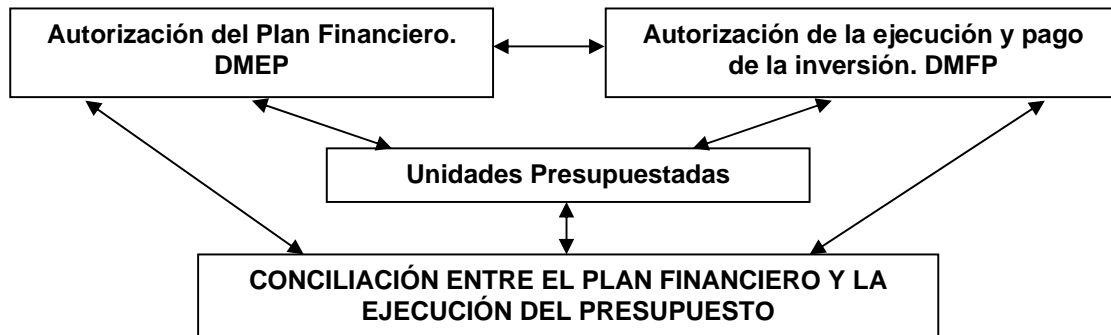 Autorización del Plan Financiero.
DMEP
Autorización de la ejecución y pago
de la inversión. DMFP
Unidades Presupuestadas
CONCILIACIÓN ENTRE EL PLAN FINANCIERO Y LA
EJECUCIÓN DEL PRESUPUESTO